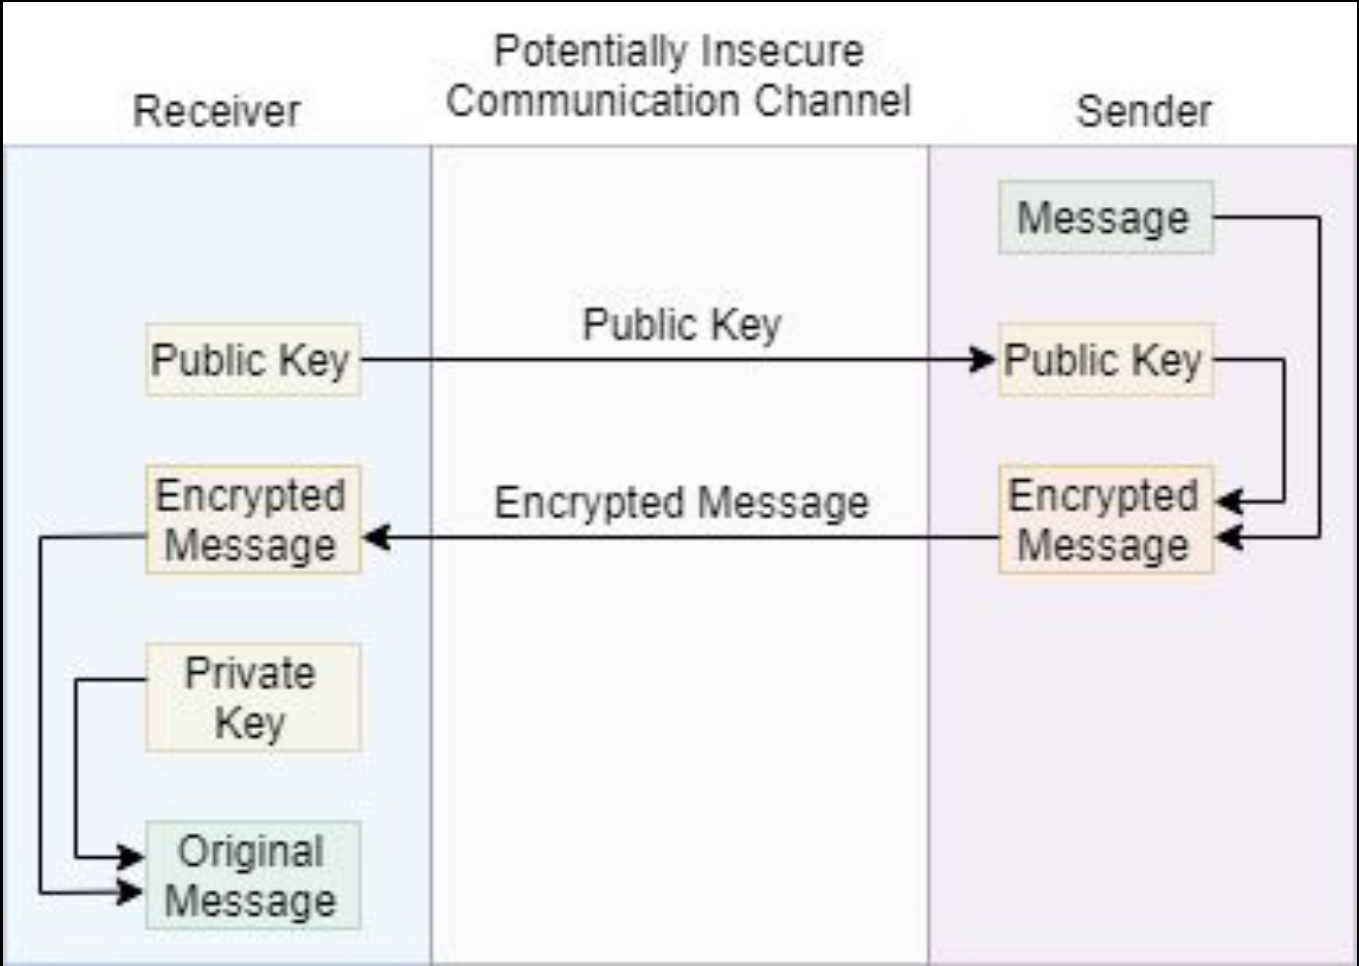 Potentially Insecure
Communication Channel
Receiver
Sender
Message
Public Key
Public Key
Public Key
Encrypted
Message
Encrypted Message
Encrypted
Message
Private
Key
Original
Message